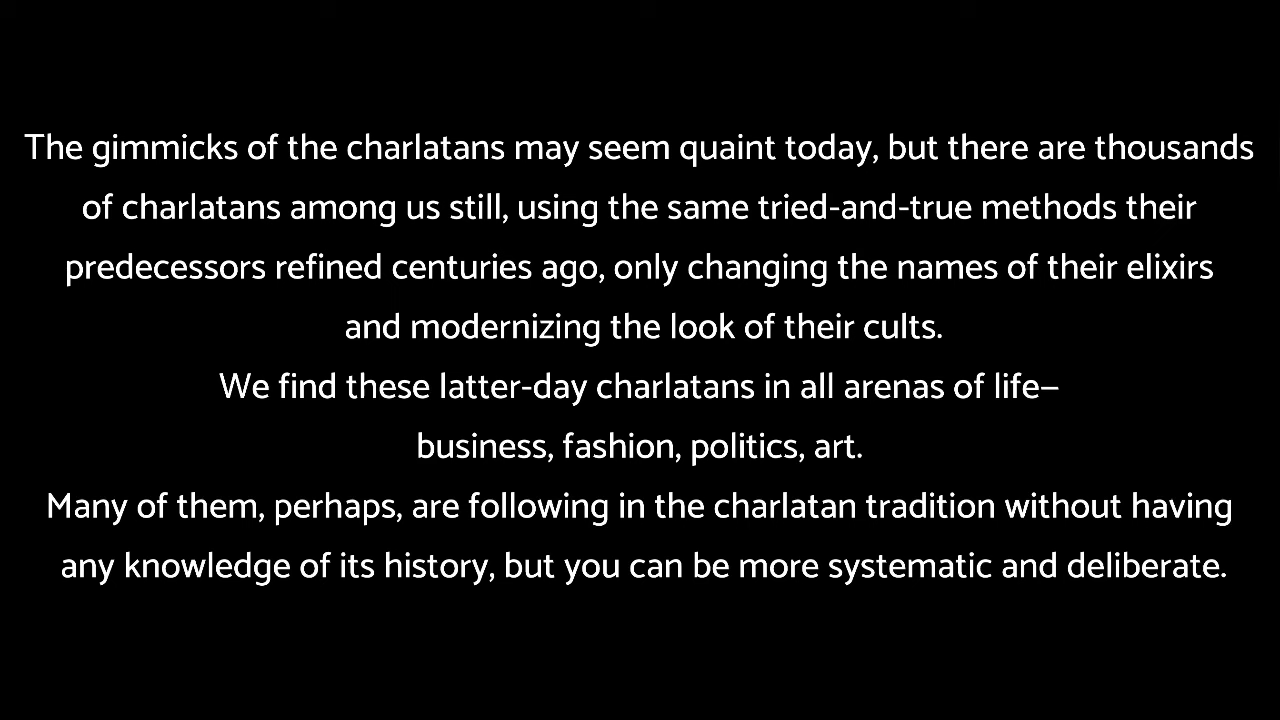 The gimmicks of the charlatans may seem quaint today, but there are thousands
of charlatans among us still, using the same tried-and-true methods their
predecessors refined centuries ago, only changing the names of their elixirs
and modernizing the look of their cults.
We find these latter-day charlatans in all arenas of life—
business, fashion, politics, art.
Many of them, perhaps, are following in the charlatan tradition without having
any knowledge of its history, but you can be more systematic and deliberate.